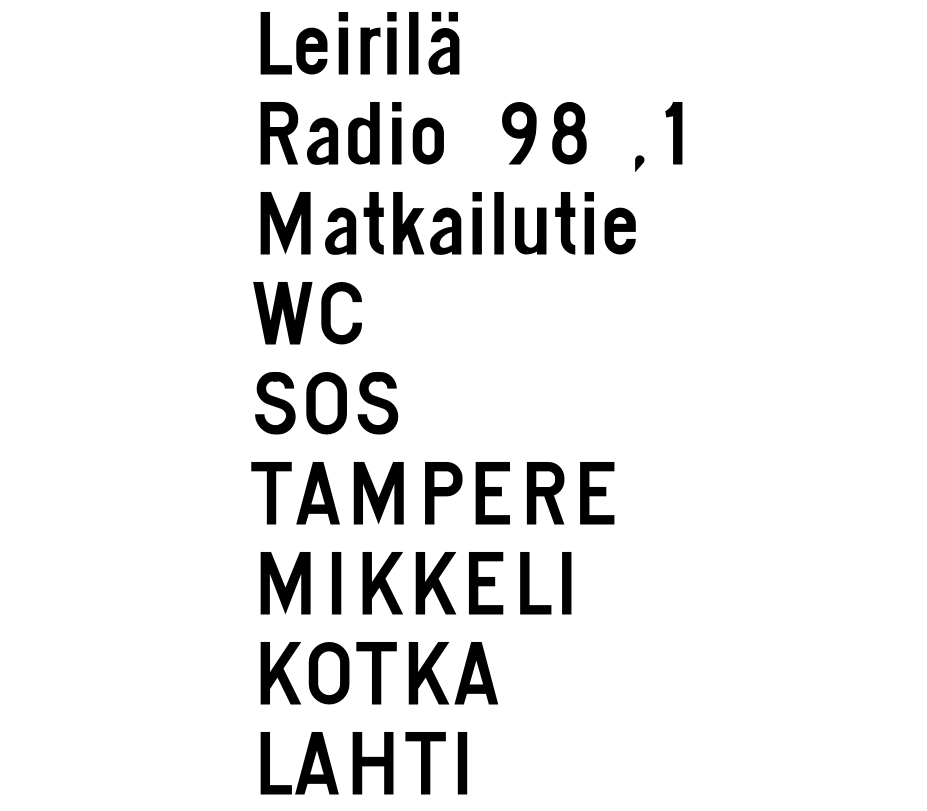 Leirilä
Radio 98 ,1
Matkailutie
WC
SOS
TAMPERE
MIKKELI
KOTKA
LAHTI